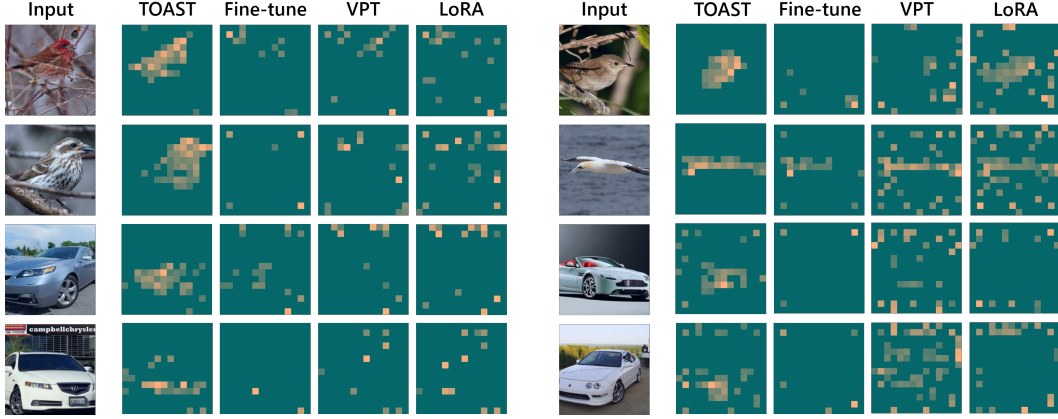 Input TOAST Fine-tune VPT LoRA Input TOAST Fine-tune VPT LoRA
campbellchrysler